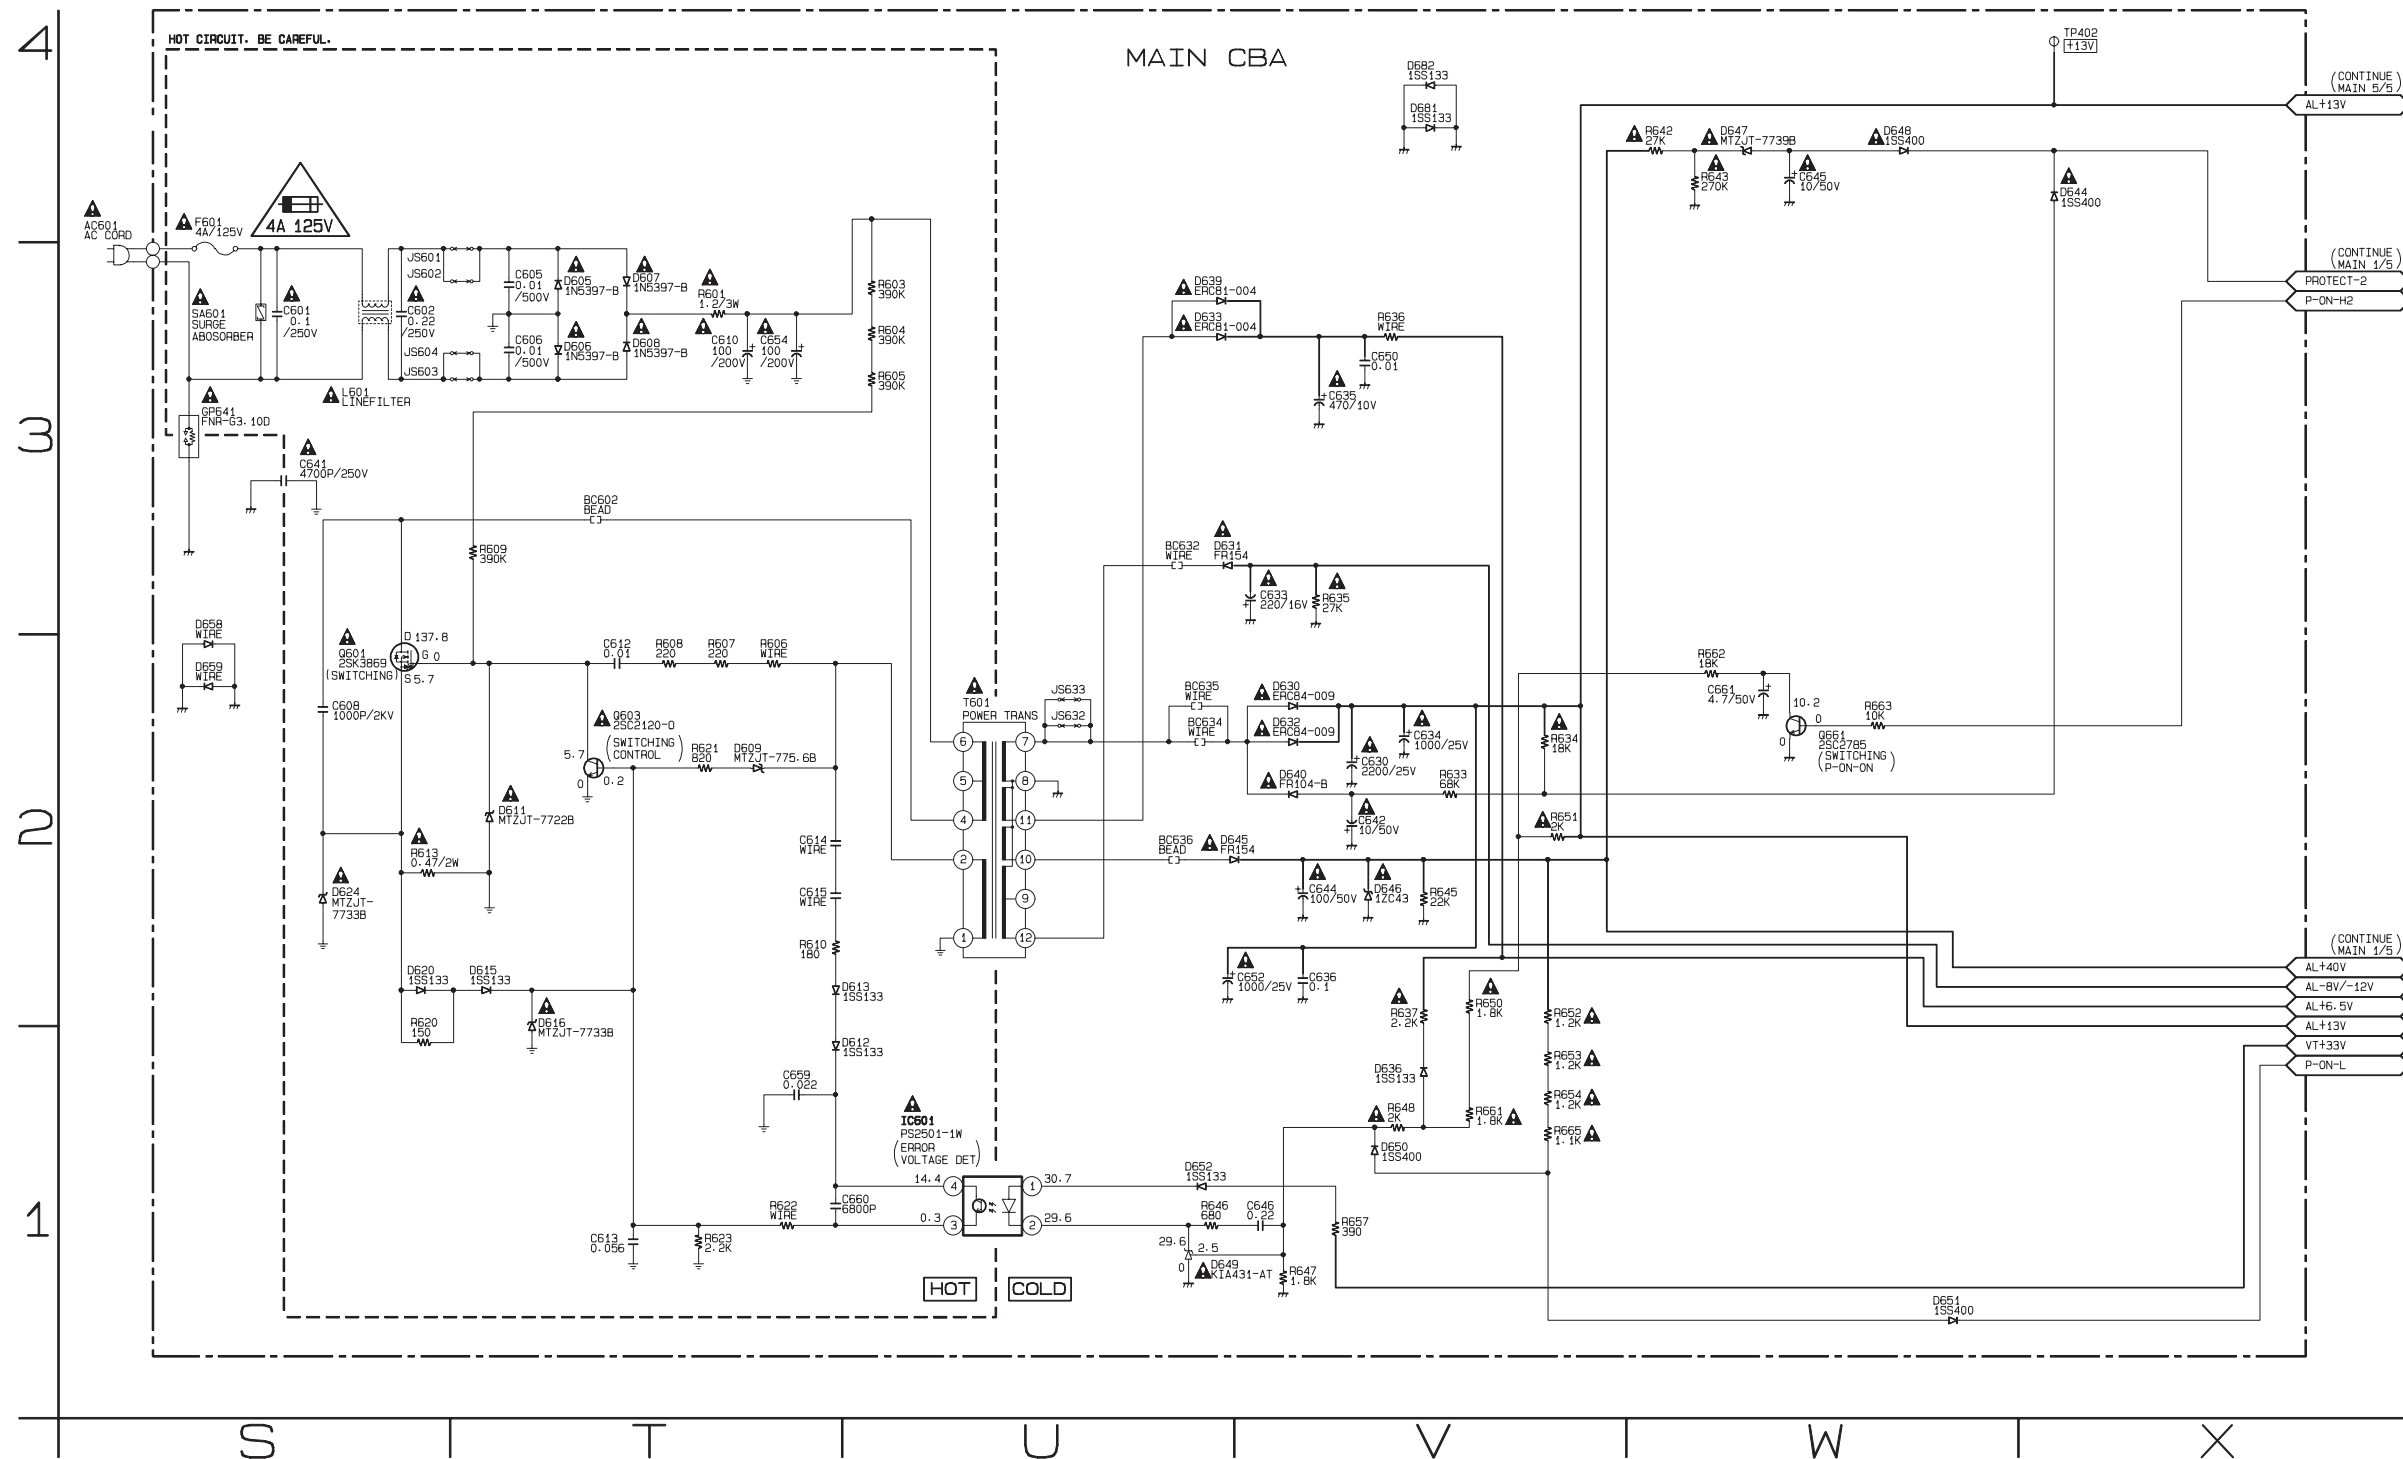 4
3
2
1
S
T
U
V
W
X
HOT CIRCUIT. BE CAREFUL.
MAIN CBA
TP402
+13V
D682
1SS133
D681
1SS133
(CONTINUE
MAIN 5/5)
AL+13V
R642
27K
D647
MTZJT-7739B
D648
1SS400
R643
270K
C645
10/50V
D644
1SS400
(CONTINUE
MAIN 1/5)
PROTECT-2
P-ON-H2
4A 125V
AC601
AC CORD
F601
4A/125V
SA601
SURGE
ABOSORBER
C601
0.1
/250V
JS601
JS602
C602
0.22
/250V
JS604
JS603
L601
LINEFILTER
C605
0.01
/500V
D605
1N5397-B
D607
1N5397-B
C606
0.01
/500V
D606
1N5397-B
D608
1N5397-B
R601
1.2/3W
C610
100
/200V
C654
100
/200V
R603
390K
R604
390K
R605
390K
GP641
FNR-G3.10D
C641
4700P/250V
BC602
BEAD
R609
390K
D639
ERC81-004
D633
ERC81-004
R636
WIRE
C650
0.01
C635
470/10V
BC632
WIRE
D631
FR154
C633
220/16V
R635
27K
D658
WIRE
D659
WIRE
Q601
2SK3869
(SWITCHING)
D 137.8
G 0
S 5.7
C608
1000P/2KV
C612
0.01
R608
220
R607
220
R606
WIRE
Q603
2SC2120-O
(SWITCHING
CONTROL)
5.7
0
0.2
R621
820
D609
MTZJT-775.6B
D611
MTZJT-7722B
R613
0.47/2W
D624
MTZJT-
7733B
C614
WIRE
C615
WIRE
R610
180
D620
1SS133
D615
1SS133
R620
150
D616
MTZJT-7733B
D613
1SS133
D612
1SS133
C659
0.022
T601
POWER TRANS
6
5
4
2
1
7
8
11
10
9
12
JS633
JS632
BC635
WIRE
BC634
WIRE
D630
ERC84-009
D632
ERC84-009
D640
FR104-B
C634
1000/25V
C630
2200/25V
R634
18K
R633
68K
C642
10/50V
R651
2K
R662
18K
C661
4.7/50V
10.2
0
0
Q661
2SC2785
(SWITCHING
P-ON-ON)
R663
10K
BC636
BEAD
D645
FR154
C644
100/50V
D646
1ZC43
R645
22K
C652
1000/25V
C636
0.1
R637
2.2K
R650
1.8K
R652
1.2K
R653
1.2K
R654
1.2K
R665
1.1K
D636
1SS133
R648
2K
R661
1.8K
D650
1SS400
(CONTINUE
MAIN 1/5)
AL+40V
AL-8V/-12V
AL+6.5V
AL+13V
VT+33V
P-ON-L
IC601
PS2501-1W
(ERROR
VOLTAGE DET)
14.4
4
1
30.7
0.3
3
2
29.6
C660
6800P
R622
WIRE
C613
0.056
R623
2.2K
D652
1SS133
R646
680
C646
0.22
R657
390
29.6
2.5
0
D649
KIA431-AT
R647
1.8K
D651
1SS400
HOT
COLD